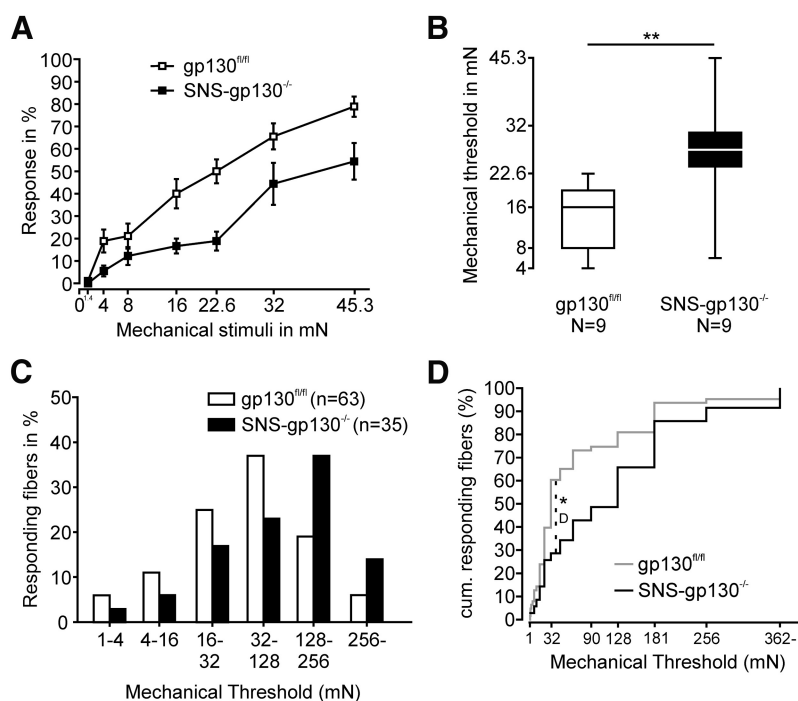 A
gp130fl/fl
SNS-gp130-/-
Response in %
100
90
80
70
60
50
40
30
20
10
0
0 1.4 4 8 16 22.6 32 45.3
Mechanical stimuli in mN
B
**
Mechanical threshold in mN
45.3
32
22.6
16
8
4
gp130fl/fl SNS-gp130-/-
N=9 N=9
C
gp130fl/fl (n=63)
SNS-gp130-/- (n=35)
Responding fibers in %
50
40
30
20
10
0
1-4 4-16 16-32 32-128 128-256 256-
Mechanical Threshold (mN)
D
cum. responding fibers (%)
100
90
80
70
60
50
40
30
20
10
0
*
D
gp130fl/fl
SNS-gp130-/-
1 32 90 128 181 256 362-
Mechanical Threshold (mN)